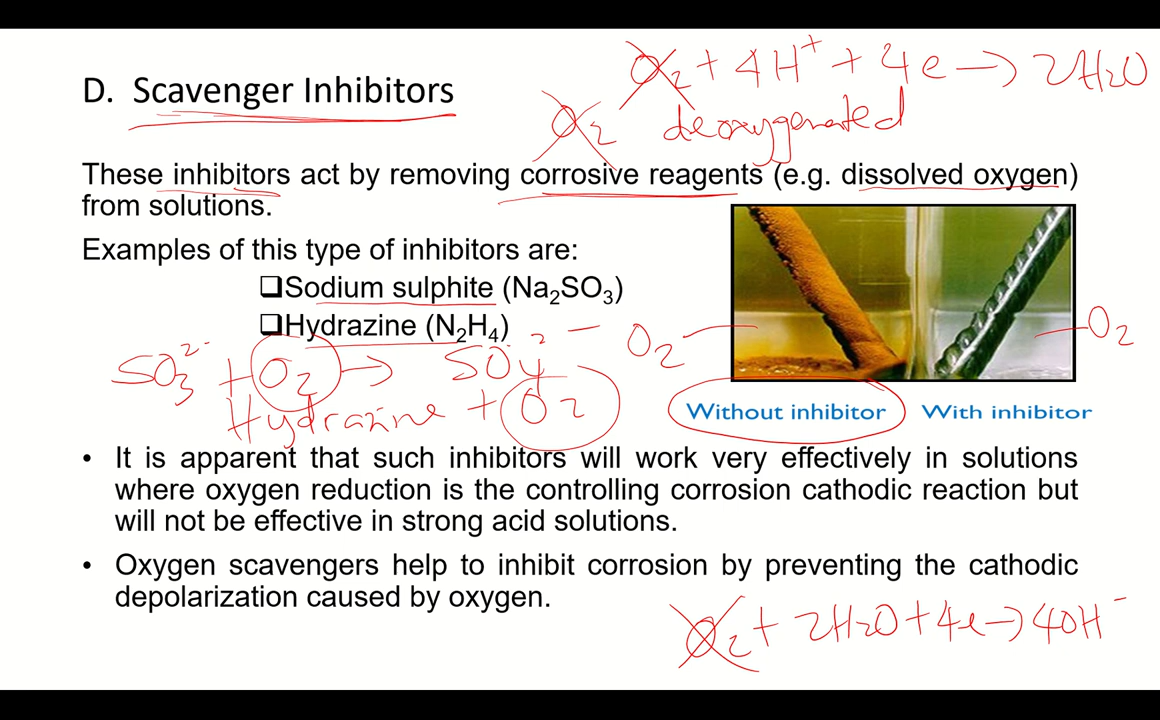 O₂ + 4H⁺ + 4e → 2H₂O
D. Scavenger Inhibitors
O₂ deoxygenated
These inhibitors act by removing corrosive reagents (e.g. dissolved oxygen)
from solutions.
Examples of this type of inhibitors are:
❑Sodium sulphite (Na₂SO₃)
❑Hydrazine (N₂H₄)
O₂
O₂
SO₃²⁻ + O₂ → SO₄²⁻
Hydrazine + O₂
Without inhibitor
With inhibitor
• It is apparent that such inhibitors will work very effectively in solutions
where oxygen reduction is the controlling corrosion cathodic reaction but
will not be effective in strong acid solutions.
• Oxygen scavengers help to inhibit corrosion by preventing the cathodic
depolarization caused by oxygen.
O₂ + 2H₂O + 4e → 4OH⁻